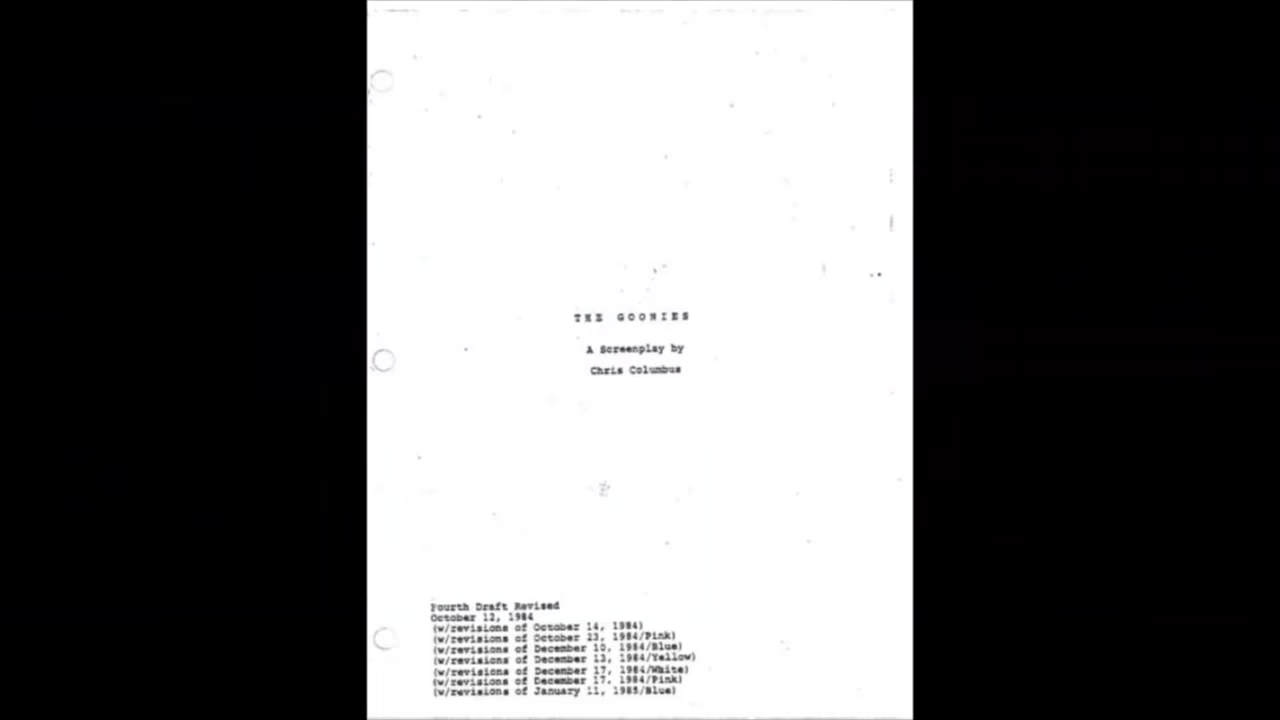 THE GOONIES
A Screenplay by
Chris Columbus
Fourth Draft Revised
October 12, 1984
(w/revisions of October 14, 1984)
(w/revisions of October 23, 1984/Pink)
(w/revisions of December 10, 1984/Blue)
(w/revisions of December 13, 1984/Yellow)
(w/revisions of December 17, 1984/White)
(w/revisions of December 17, 1984/Pink)
(w/revisions of January 11, 1985/Blue)